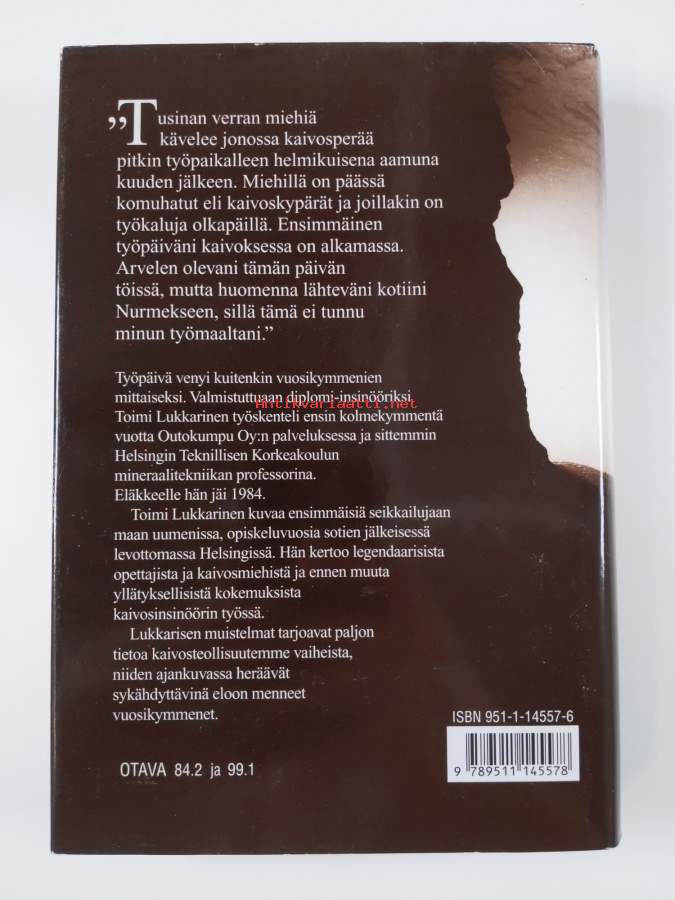 ”Tusinan verran miehiä
kävelee jonossa kaivosperää
pitkin työpaikalleen helmikuisena aamuna
kuuden jälkeen. Miehillä on päässä
komuhatut eli kaivoskypärät ja joillakin on
työkaluja olkapäillä. Ensimmäinen
työpäiväni kaivoksessa on alkamassa.
Arvelen olevani tämän päivän
töissä, mutta huomenna lähteväni kotiini
Nurmekseen, sillä tämä ei tunnu
minun työmaaltani.”
Työpäivä venyi kuitenkin vuosikymmenien
mittaiseksi. Valmistuttuaan diplomi-insinööriksi
Antikvariaatti.net
Toimi Lukkarinen työskenteli ensin kolmekymmentä
vuotta Outokumpu Oy:n palveluksessa ja sittemmin
Helsingin Teknillisen Korkeakoulun
mineraalitekniikan professorina.
Eläkkeelle hän jäi 1984.
Toimi Lukkarinen kuvaa ensimmäisiä seikkailujaan
maan uumenissa, opiskeluvuosia sotien jälkeisessä
levottomassa Helsingissä. Hän kertoo legendaarisista
opettajista ja kaivosmiehistä ja ennen muuta
yllätyksellisistä kokemuksista
kaivosinsinöörin työssä.
Lukkarisen muistelmat tarjoavat paljon
tietoa kaivosteollisuutemme vaiheista,
niiden ajankuvassa heräävät
sykähdyttävinä eloon menneet
vuosikymmenet.
ISBN 951-1-14557-6
9 789511 145578
OTAVA 84.2 ja 99.1